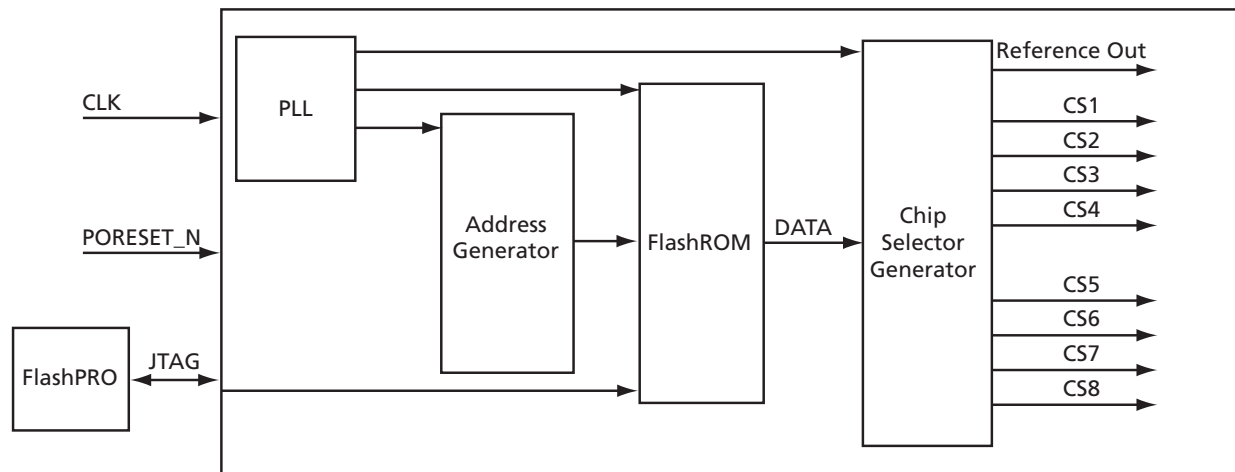 Reference Out
PLL
CLK
CS1
CS2
CS3
CS4
PORESET_N
Address
Generator
FlashROM
DATA
Chip
Selector
Generator
CS5
CS6
CS7
CS8
FlashPRO
JTAG